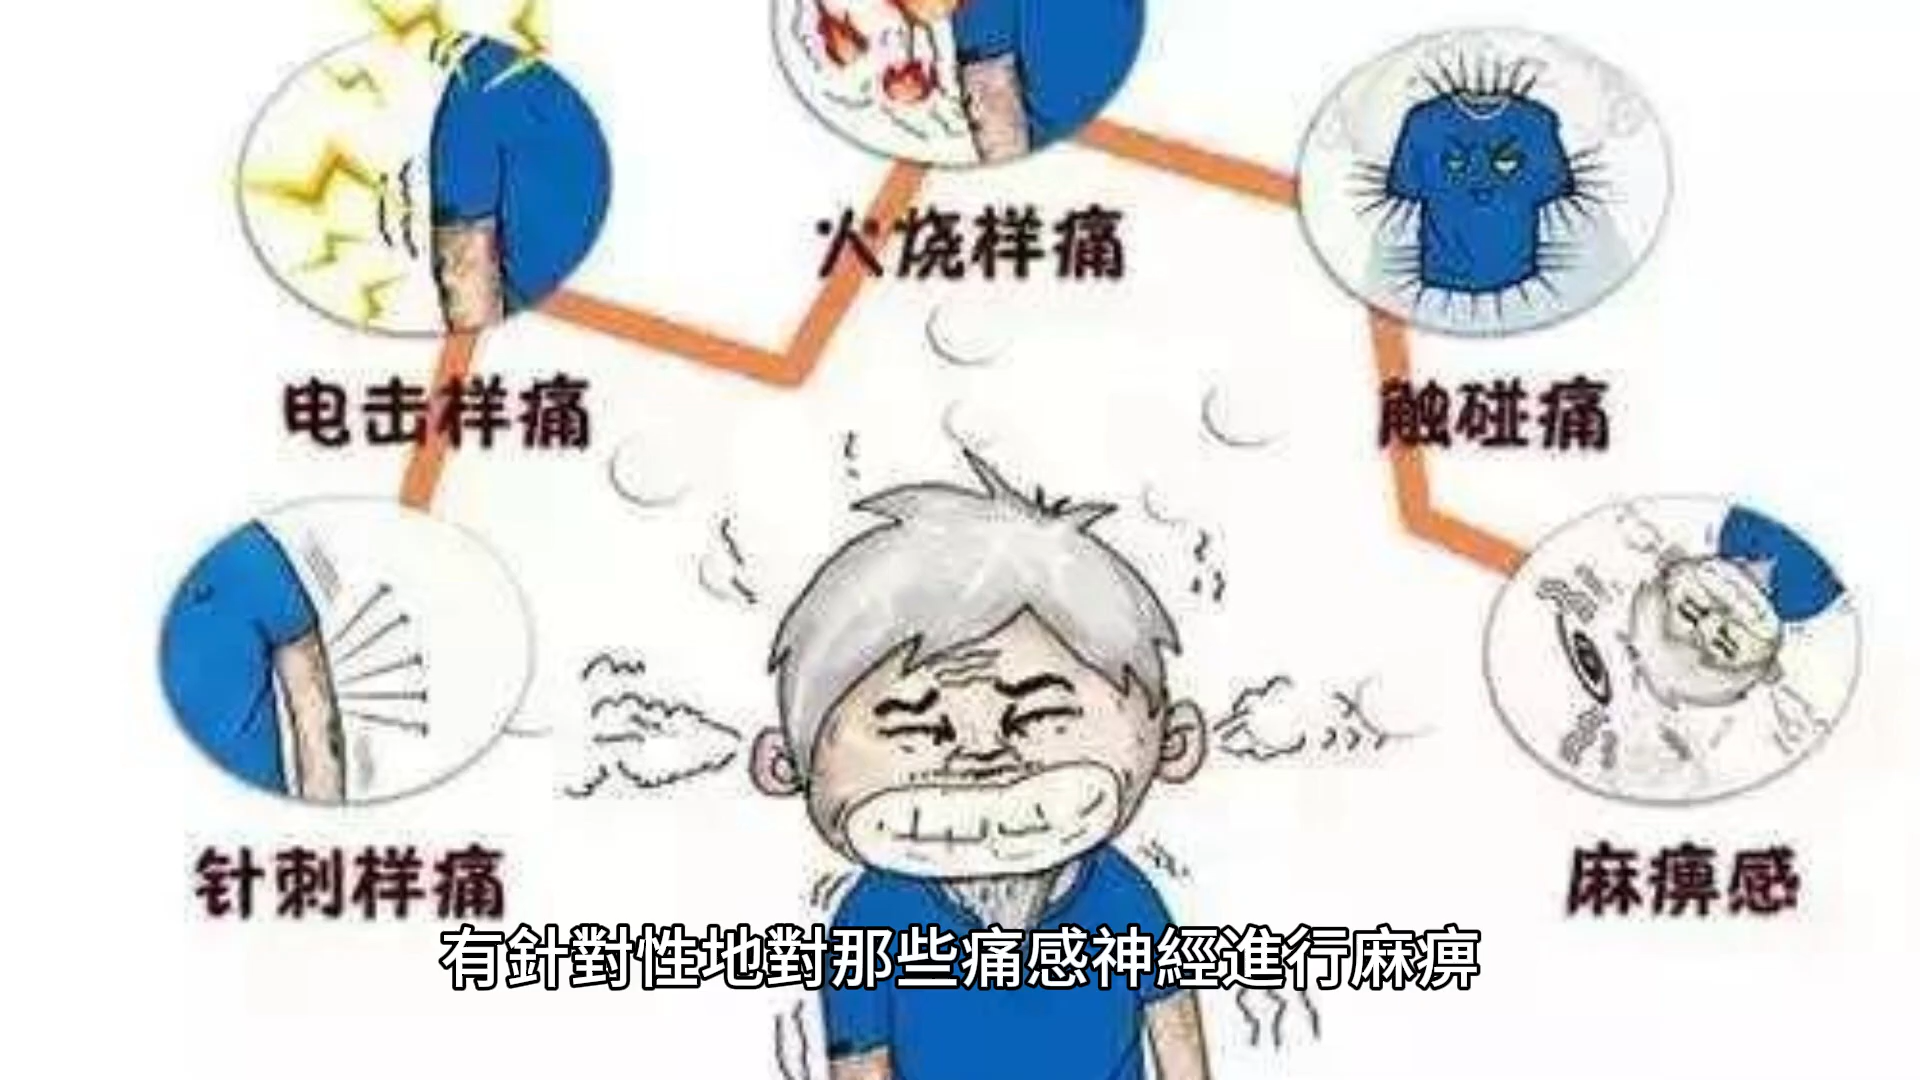 火烧样痛
电击样痛
触碰痛
针刺样痛
麻痹感
有針對性地對那些痛感神經進行麻痹